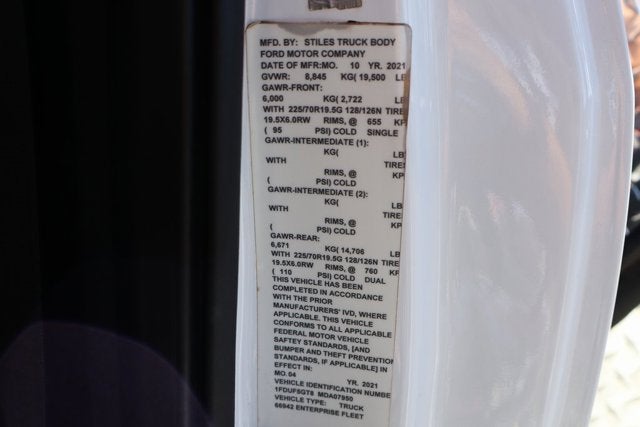 MFD. BY: STILES TRUCK BODY
FORD MOTOR COMPANY
DATE OF MFR:MO. 10 YR. 2021
GVWR: 8,845 KG(19,500 LB
GAWR-FRONT:
6,000 KG(2,722 LB
WITH 225/70R19.5G 128/126N TIRE
19.5X6.0RW RIMS, @ 655 KP
( 95 PSI) COLD SINGLE
GAWR-INTERMEDIATE (1):
KG( LB
WITH TIRES
RIMS, @ KP
( PSI) COLD
GAWR-INTERMEDIATE (2):
KG( LB
WITH TIRE
RIMS, @ KP
( PSI) COLD
GAWR-REAR:
6,671 KG(14,706 LB
WITH 225/70R19.5G 128/126N TIRE
19.5X6.0RW RIMS, @ 760 KP
( 110 PSI) COLD DUAL
THIS VEHICLE HAS BEEN
COMPLETED IN ACCORDANCE
WITH THE PRIOR
MANUFACTURERS' IVD, WHERE
APPLICABLE. THIS VEHICLE
CONFORMS TO ALL APPLICABLE
FEDERAL MOTOR VEHICLE
SAFTEY STANDARDS, [AND
BUMPER AND THEFT PREVENTION
STANDARDS, IF APPLICABLE] IN
EFFECT IN:
MO.04 YR. 2021
VEHICLE IDENTIFICATION NUMBE
1FDUF5GT8 MDA07950
VEHICLE TYPE: TRUCK
66942 ENTERPRISE FLEET